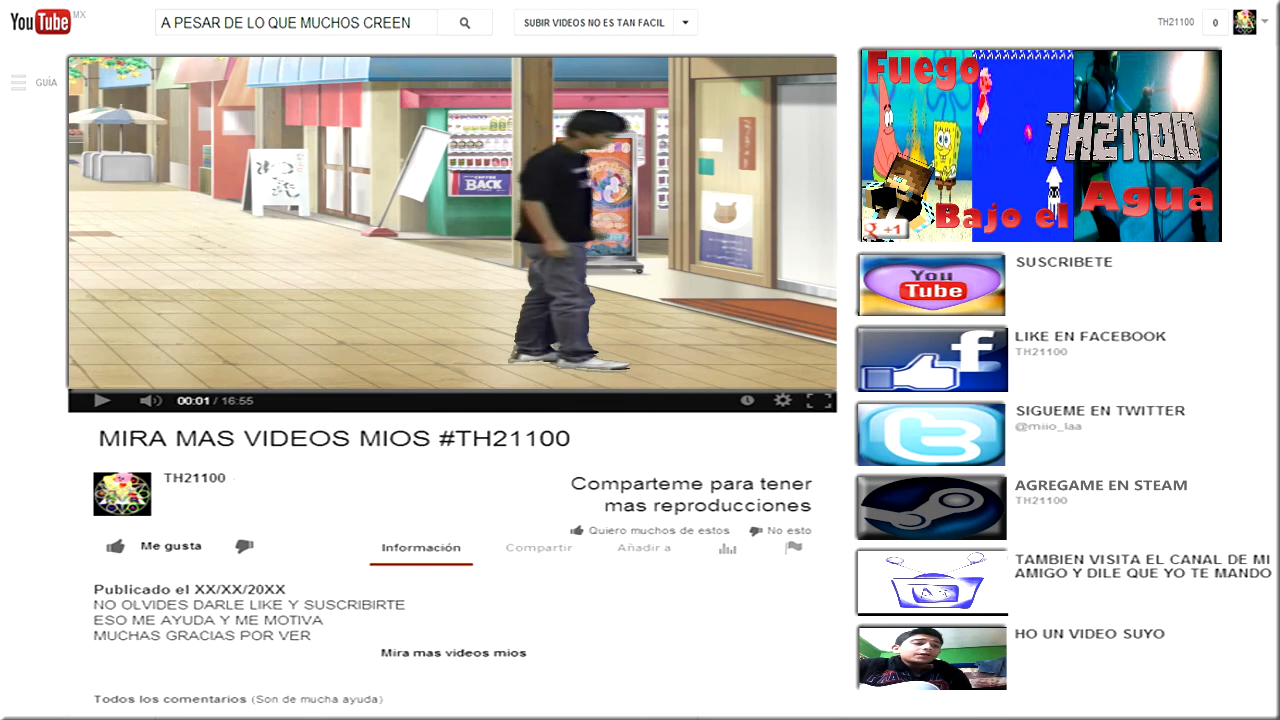 YouTube MX
A PESAR DE LO QUE MUCHOS CREEN
SUBIR VIDEOS NO ES TAN FACIL
TH21100 0
GUÍA
BACK
00:01 / 16:55
MIRA MAS VIDEOS MIOS #TH21100
TH21100
Comparteme para tener
mas reproducciones
Quiero muchos de estos No esto
Me gusta
Información Compartir Añadir a
Publicado el XX/XX/20XX
NO OLVIDES DARLE LIKE Y SUSCRIBIRTE
ESO ME AYUDA Y ME MOTIVA
MUCHAS GRACIAS POR VER
Mira mas videos mios
Todos los comentarios (Son de mucha ayuda)
Fuego
TH21100
Bajo el Agua
+1
You
Tube
SUSCRIBETE
LIKE EN FACEBOOK
TH21100
SIGUEME EN TWITTER
@miio_laa
AGREGAME EN STEAM
TH21100
TAMBIEN VISITA EL CANAL DE MI
AMIGO Y DILE QUE YO TE MANDO
HO UN VIDEO SUYO